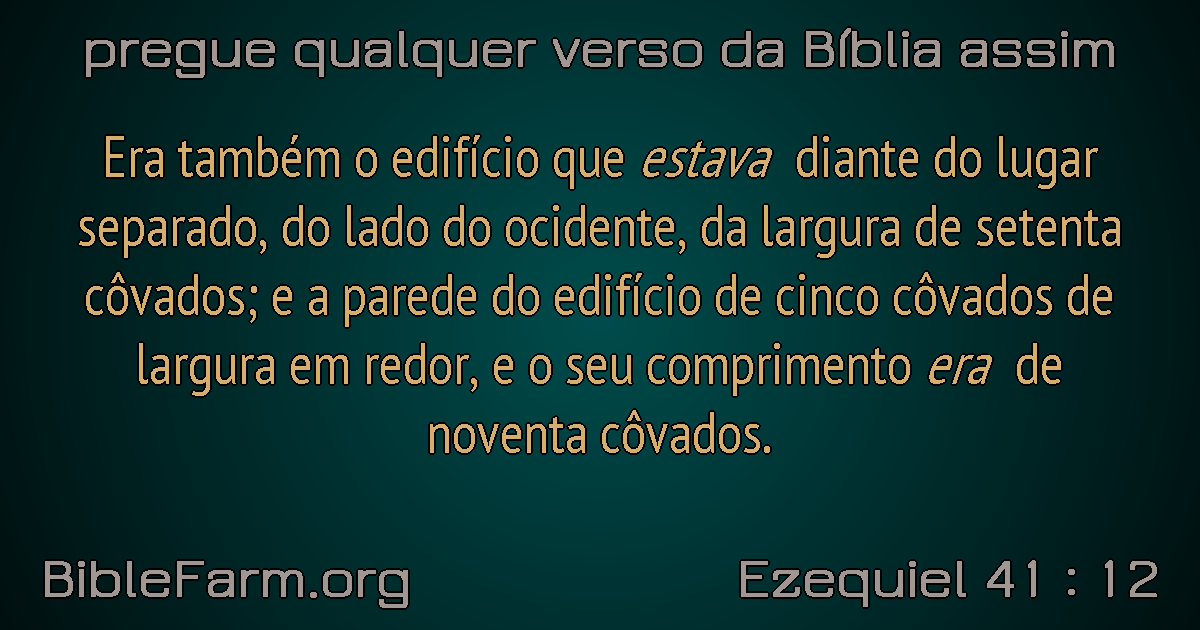 pregue qualquer verso da Bíblia assim
Era também o edifício que estava diante do lugar
separado, do lado do ocidente, da largura de setenta
côvados; e a parede do edifício de cinco côvados de
largura em redor, e o seu comprimento era de
noventa côvados.
BibleFarm.org
Ezequiel 41 : 12